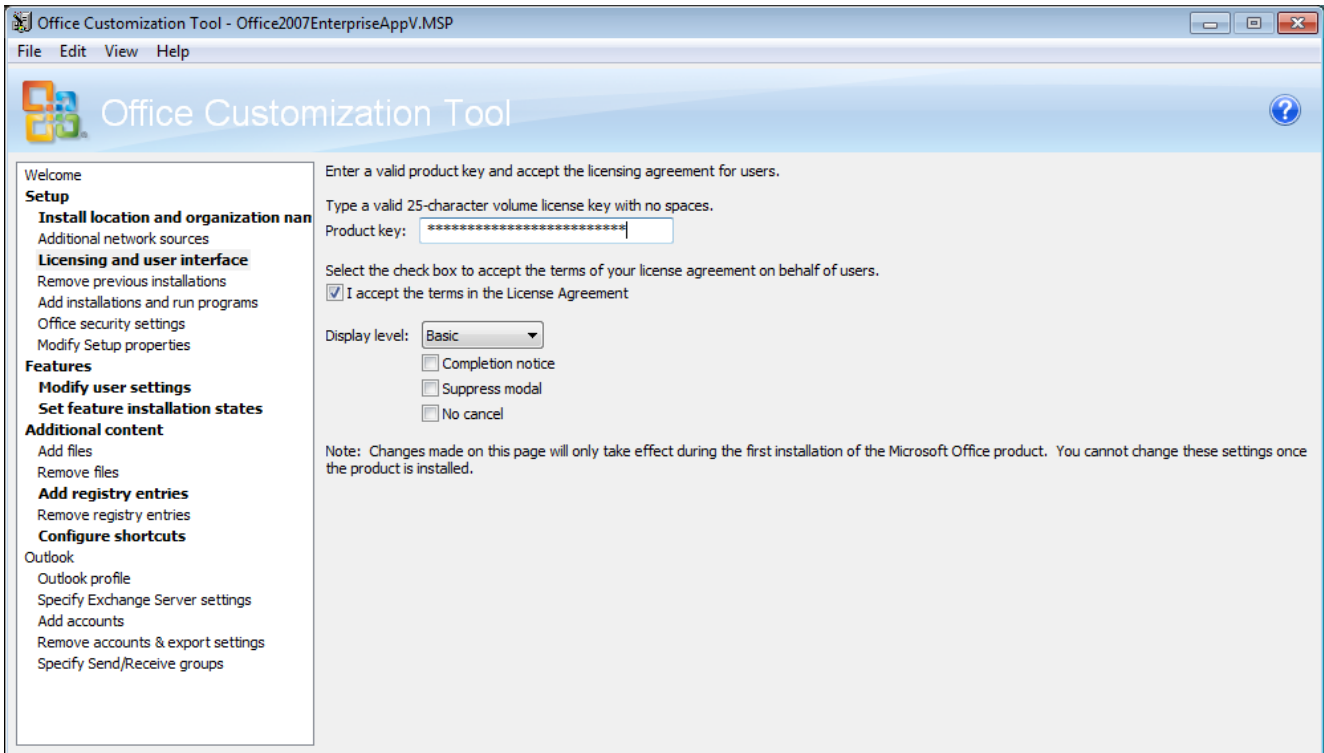 Office Customization Tool - Office2007EnterpriseAppV.MSP
File Edit View Help
Office Customization Tool
Welcome
Setup
Install location and organization nan
Additional network sources
Licensing and user interface
Remove previous installations
Add installations and run programs
Office security settings
Modify Setup properties
Features
Modify user settings
Set feature installation states
Additional content
Add files
Remove files
Add registry entries
Remove registry entries
Configure shortcuts
Outlook
Outlook profile
Specify Exchange Server settings
Add accounts
Remove accounts & export settings
Specify Send/Receive groups
Enter a valid product key and accept the licensing agreement for users.
Type a valid 25-character volume license key with no spaces.
Product key: *************************
Select the check box to accept the terms of your license agreement on behalf of users.
I accept the terms in the License Agreement
Display level: Basic
Completion notice
Suppress modal
No cancel
Note: Changes made on this page will only take effect during the first installation of the Microsoft Office product. You cannot change these settings once
the product is installed.